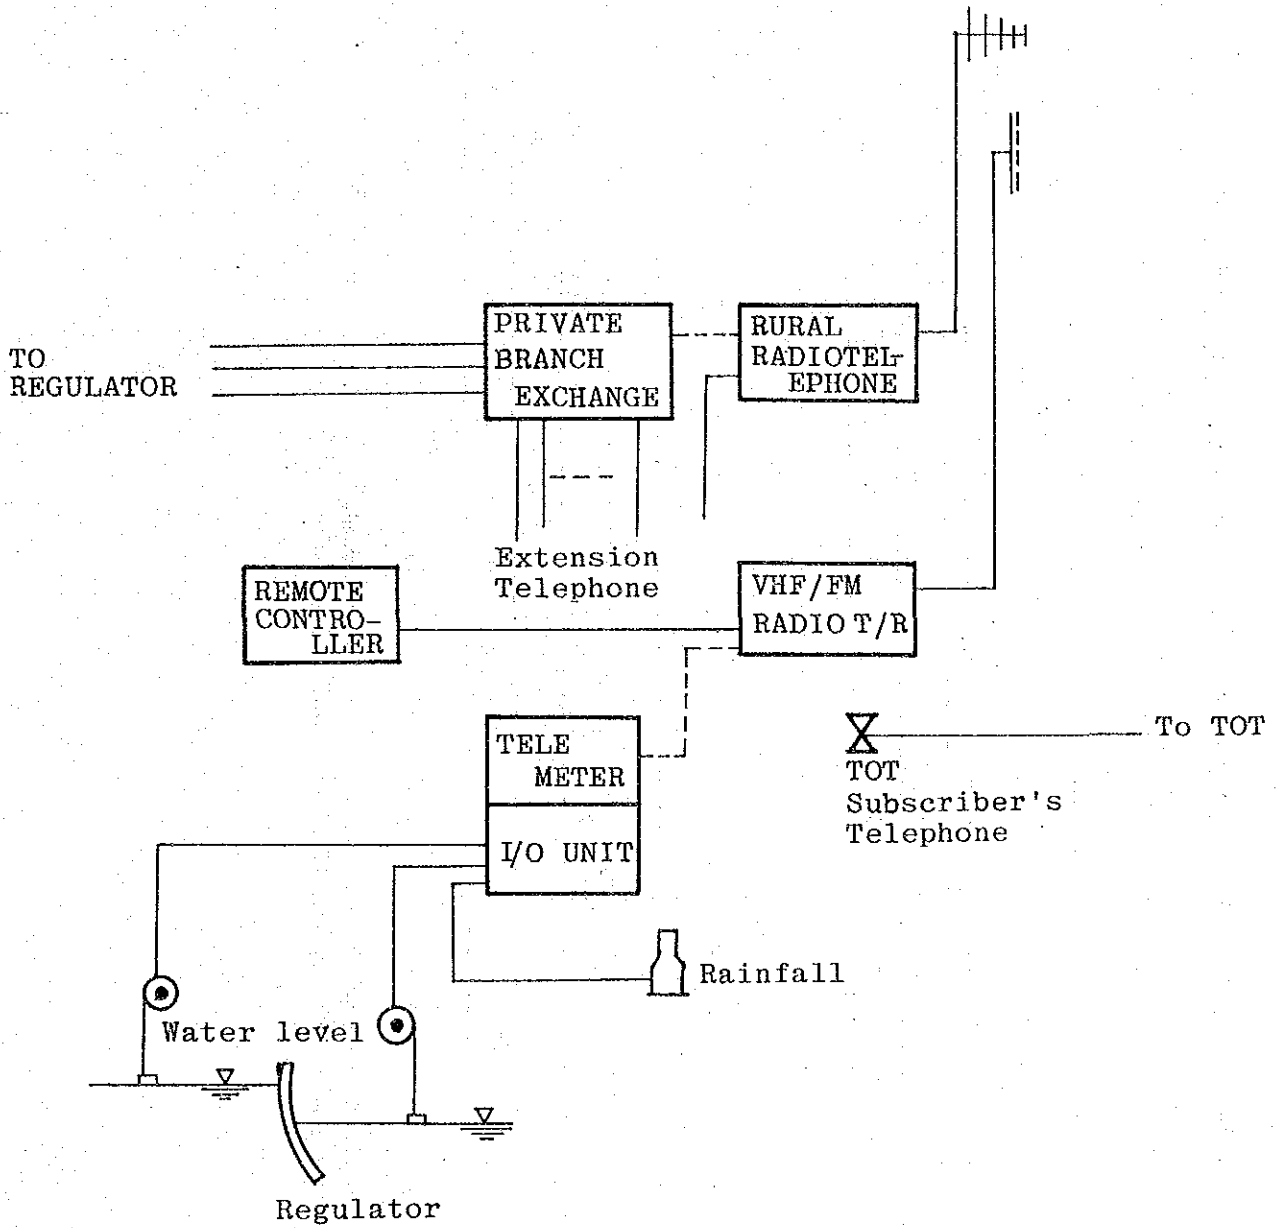 TO
REGULATOR
PRIVATE
BRANCH
EXCHANGE
RURAL
RADIOTEL-
EPHONE
Extension
Telephone
REMOTE
CONTRO-
LLER
VHF/FM
RADIO T/R
TELE
METER
I/O UNIT
To TOT
TOT
Subscriber's
Telephone
Rainfall
Water level
Regulator